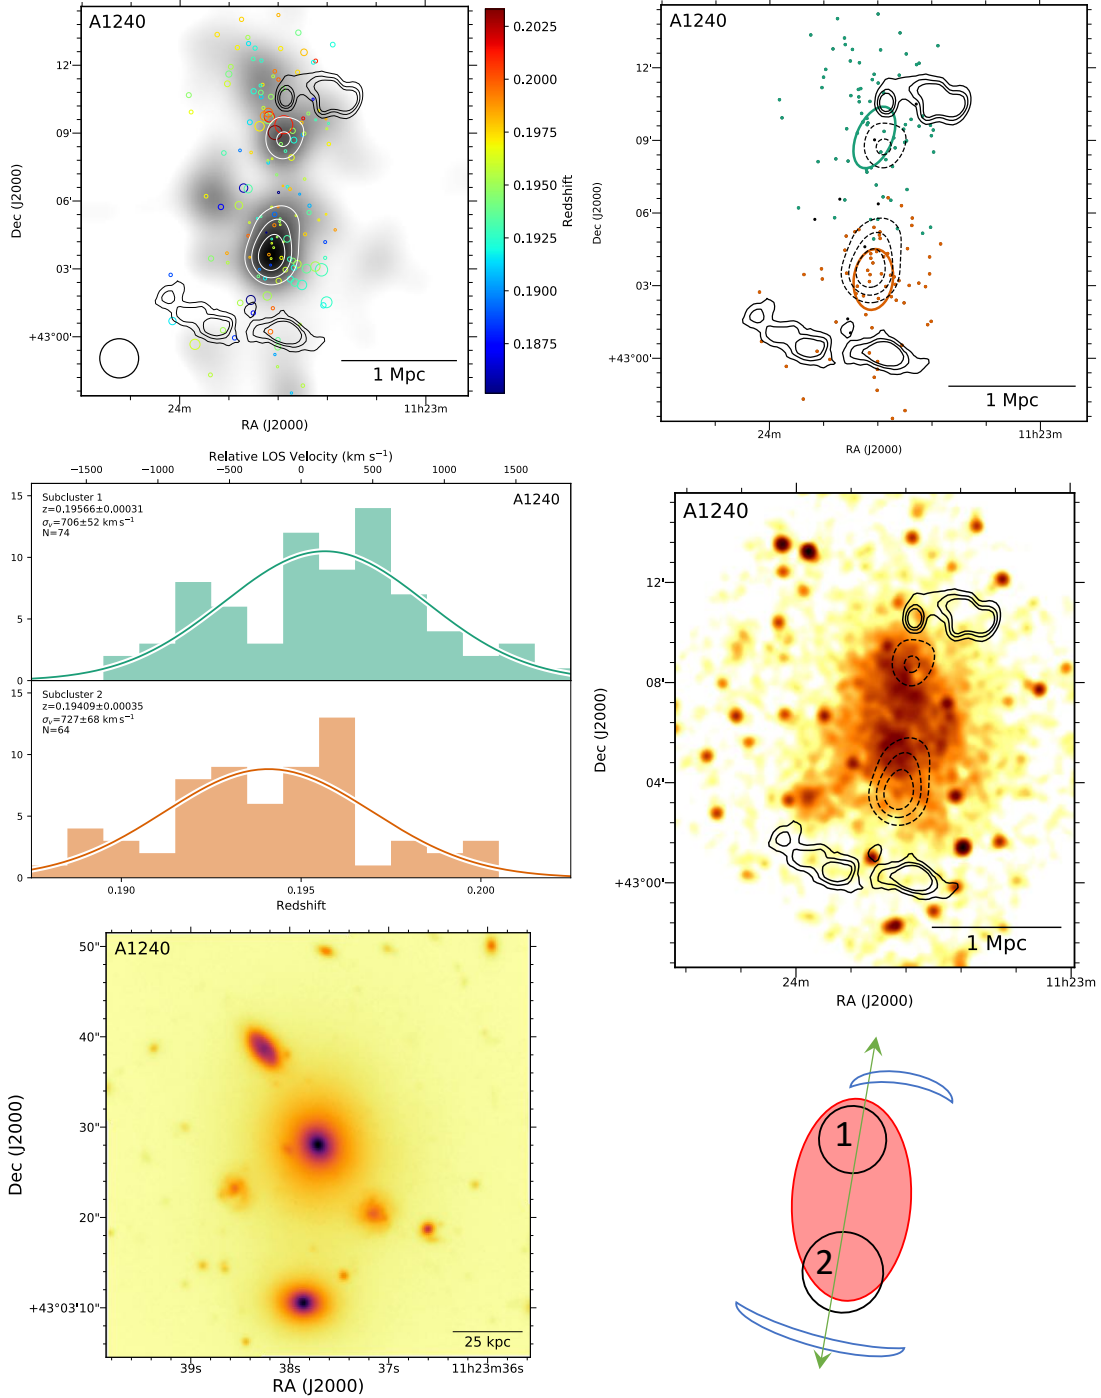 A1240
12'
09'
06'
03'
+43°00'
Dec (J2000)
24m
11h23m
RA (J2000)
1 Mpc
0.2025
0.2000
0.1975
0.1950
0.1925
0.1900
0.1875
Redshift
A1240
12'
09'
06'
03'
+43°00'
Dec (J2000)
24m
11h23m
RA (J2000)
1 Mpc
Relative LOS Velocity (km s⁻¹)
−1500 −1000 −500 0 500 1000 1500
Subcluster 1
z=0.19566±0.00031
σᵥ=706±52 km s⁻¹
N=74
A1240
15
10
5
0
Subcluster 2
z=0.19409±0.00035
σᵥ=727±68 km s⁻¹
N=64
15
10
5
0
0.190 0.195 0.200
Redshift
A1240
12'
08'
04'
+43°00'
Dec (J2000)
24m
11h23m
RA (J2000)
1 Mpc
A1240
50"
40"
30"
20"
+43°03'10"
Dec (J2000)
39s 38s 37s 11h23m36s
RA (J2000)
25 kpc
1
2